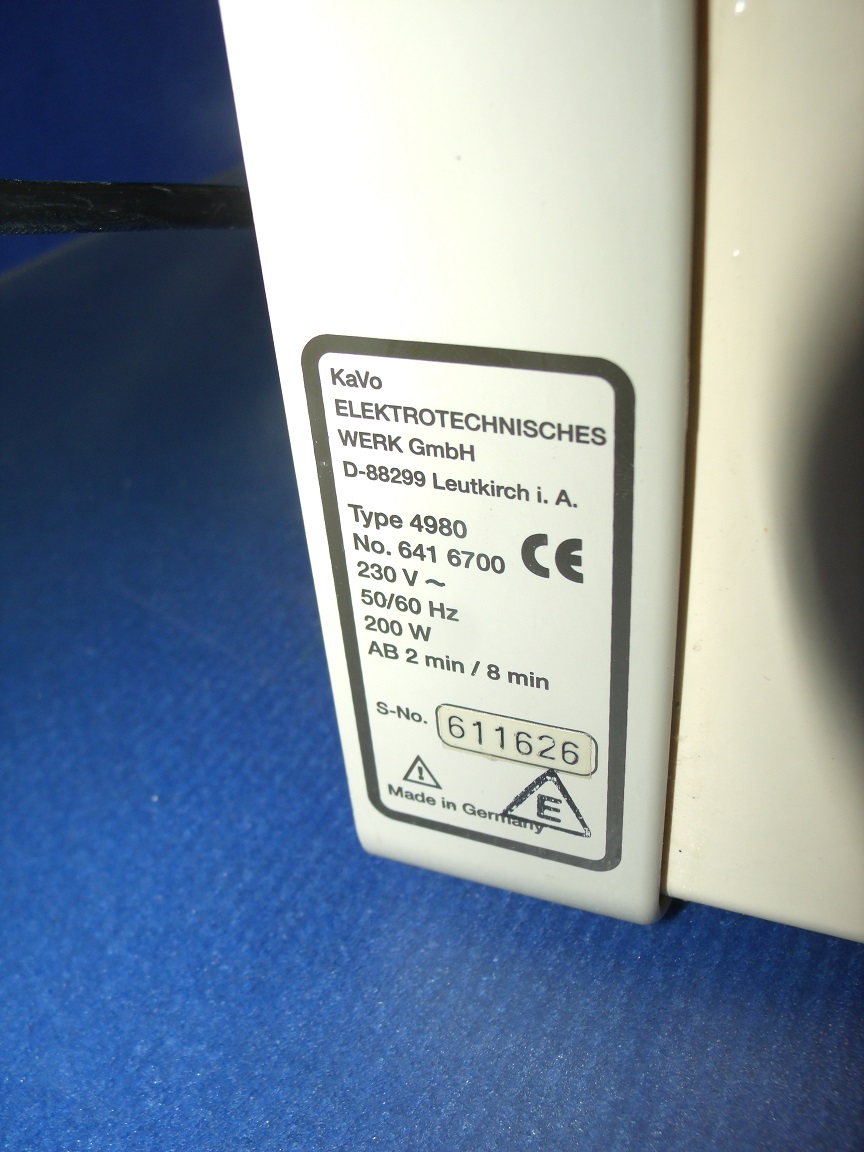 KaVo
ELEKTROTECHNISCHES
WERK GmbH
D-88299 Leutkirch i. A.
Type 4980
No. 641 6700 CE
230 V ~
50/60 Hz
200 W
AB 2 min / 8 min
S-No. 611626
!
Made in Germany
E